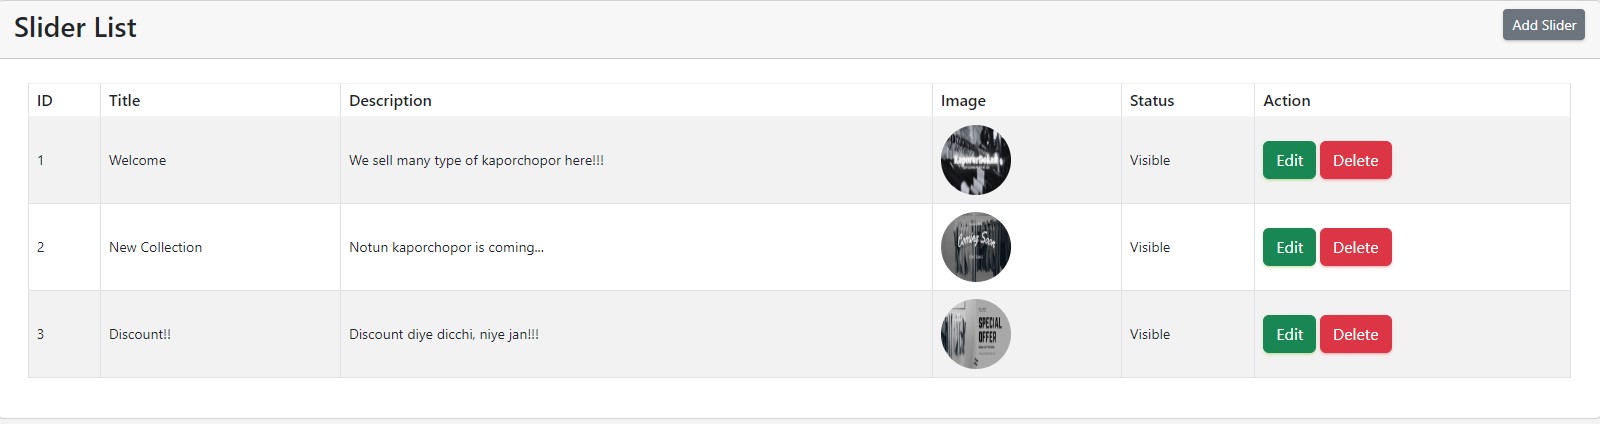 Slider List
Add Slider
ID Title Description Image Status Action
1 Welcome We sell many type of kaporchopor here!!! KaporerDokan Visible Edit Delete
2 New Collection Notun kaporchopor is coming... Coming Soon Visible Edit Delete
3 Discount!! Discount diye dicchi, niye jan!!! SPECIAL OFFER Visible Edit Delete